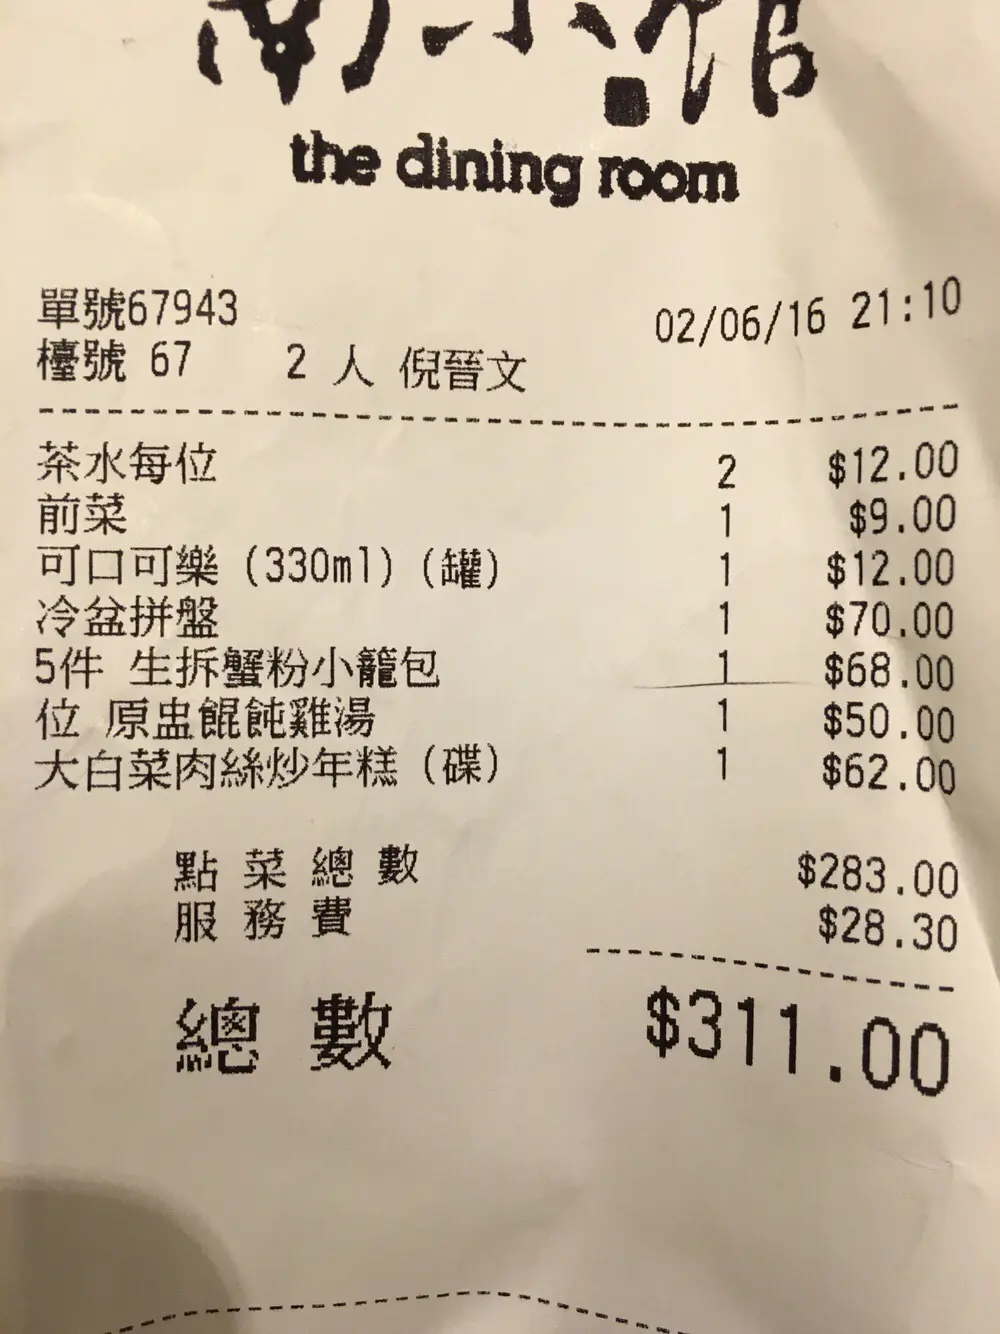 南小館
the dining room
單號67943 02/06/16 21:10
檯號 67 2 人 倪晉文
茶水每位 2 $12.00
前菜 1 $9.00
可口可樂 (330ml) (罐) 1 $12.00
冷盆拼盤 1 $70.00
5件 生拆蟹粉小籠包 1 $68.00
位 原盅餛飩雞湯 1 $50.00
大白菜肉絲炒年糕 (碟) 1 $62.00
點菜總數 $283.00
服務費 $28.30
總數 $311.00